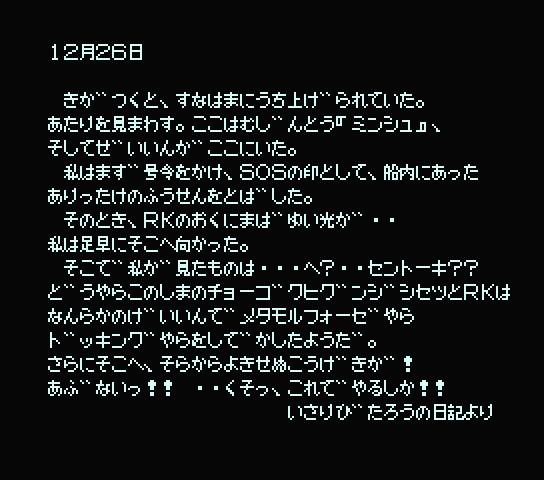 12月26日
きがつくと、すなはまにうち上げられていた。
あたりを見まわす。ここはむじんとう『ミンシュ』、
そしてぜいいんがここにいた。
私はまず号令をかけ、SOSの印として、船内にあった
ありったけのふうせんをとばした。
そのとき、RKのおくにまばゆい光が・・
私は足早にそこへ向かった。
そこで私が見たものは・・・へ?・・セントーキ??
どうやらこのしまのチョーゴクヒグンジシセツとRKは
なんらかのげいいんでメタモルフォーゼやら
ドッキングやらをしでかしたようだ。
さらにそこへ、そらからよきせぬこうげきが!
あぶないっ!! ・・くそっ、これでやるしか!!
いさりびたろうの日記より